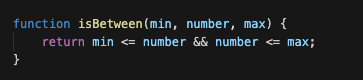 function isBetween(min, number, max) {
    return min <= number && number <= max;
}